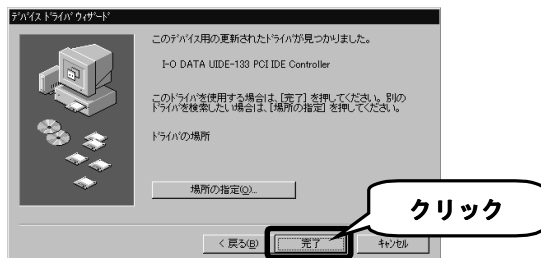 デバイス ドライバ ウィザード
このデバイス用の更新されたドライバが見つかりました。
I-O DATA UIDE-133 PCI IDE Controller
このドライバを使用する場合は、[完了] を押してください。別の
ドライバを検索したい場合は、[場所の指定] を押してください。
ドライバの場所
場所の指定(O)...
クリック
< 戻る(B)
完了
キャンセル